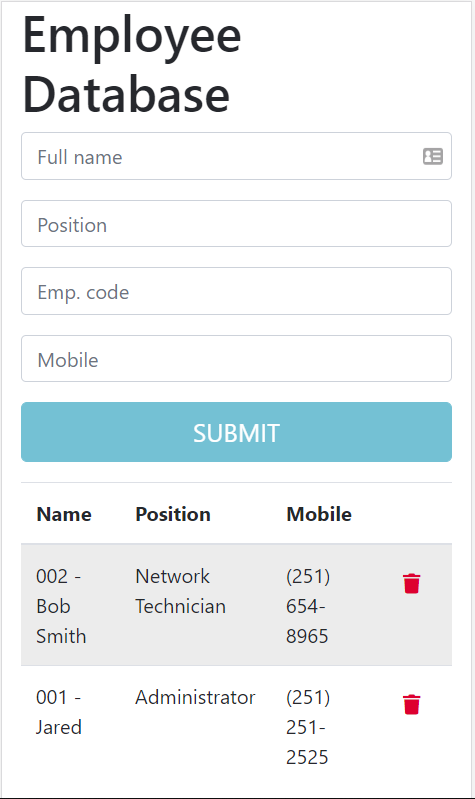 Employee
Database
Full name
Position
Emp. code
Mobile
SUBMIT
Name Position Mobile
002 - Network (251)
Bob Technician 654-
Smith 8965
001 - Administrator (251)
Jared 251-
2525